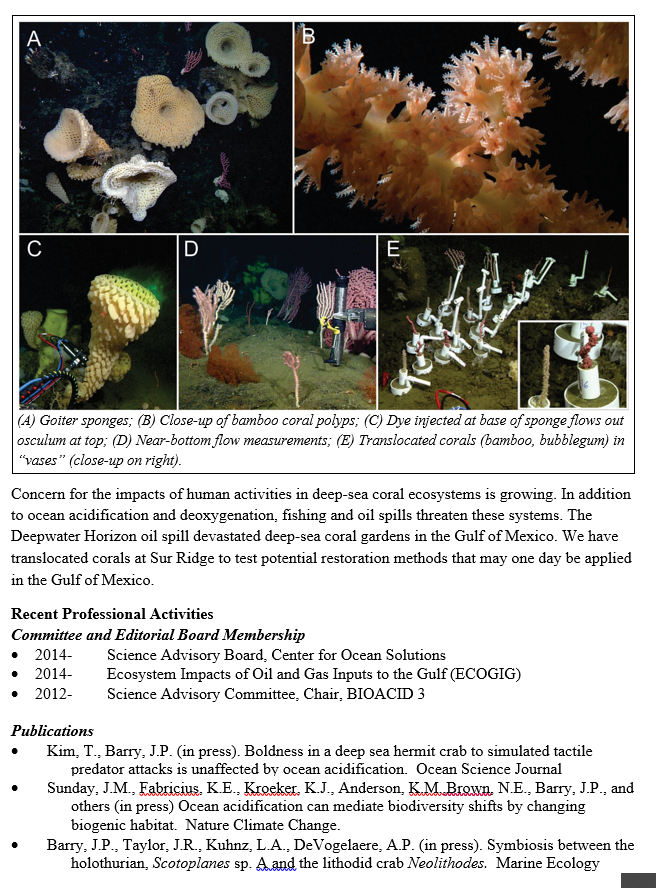 A
B
C
D
E
(A) Goiter sponges; (B) Close-up of bamboo coral polyps; (C) Dye injected at base of sponge flows out
osculum at top; (D) Near-bottom flow measurements; (E) Translocated corals (bamboo, bubblegum) in
“vases” (close-up on right).
Concern for the impacts of human activities in deep-sea coral ecosystems is growing. In addition
to ocean acidification and deoxygenation, fishing and oil spills threaten these systems. The
Deepwater Horizon oil spill devastated deep-sea coral gardens in the Gulf of Mexico. We have
translocated corals at Sur Ridge to test potential restoration methods that may one day be applied
in the Gulf of Mexico.
Recent Professional Activities
Committee and Editorial Board Membership
• 2014- Science Advisory Board, Center for Ocean Solutions
• 2014- Ecosystem Impacts of Oil and Gas Inputs to the Gulf (ECOGIG)
• 2012- Science Advisory Committee, Chair, BIOACID 3
Publications
• Kim, T., Barry, J.P. (in press). Boldness in a deep sea hermit crab to simulated tactile
predator attacks is unaffected by ocean acidification. Ocean Science Journal
• Sunday, J.M., Fabricius, K.E., Kroeker, K.J., Anderson, K.M.,Brown, N.E., Barry, J.P., and
others (in press) Ocean acidification can mediate biodiversity shifts by changing
biogenic habitat. Nature Climate Change.
• Barry, J.P., Taylor, J.R., Kuhnz, L.A., DeVogelaere, A.P. (in press). Symbiosis between the
holothurian, Scotoplanes sp. A and the lithodid crab Neolithodes. Marine Ecology